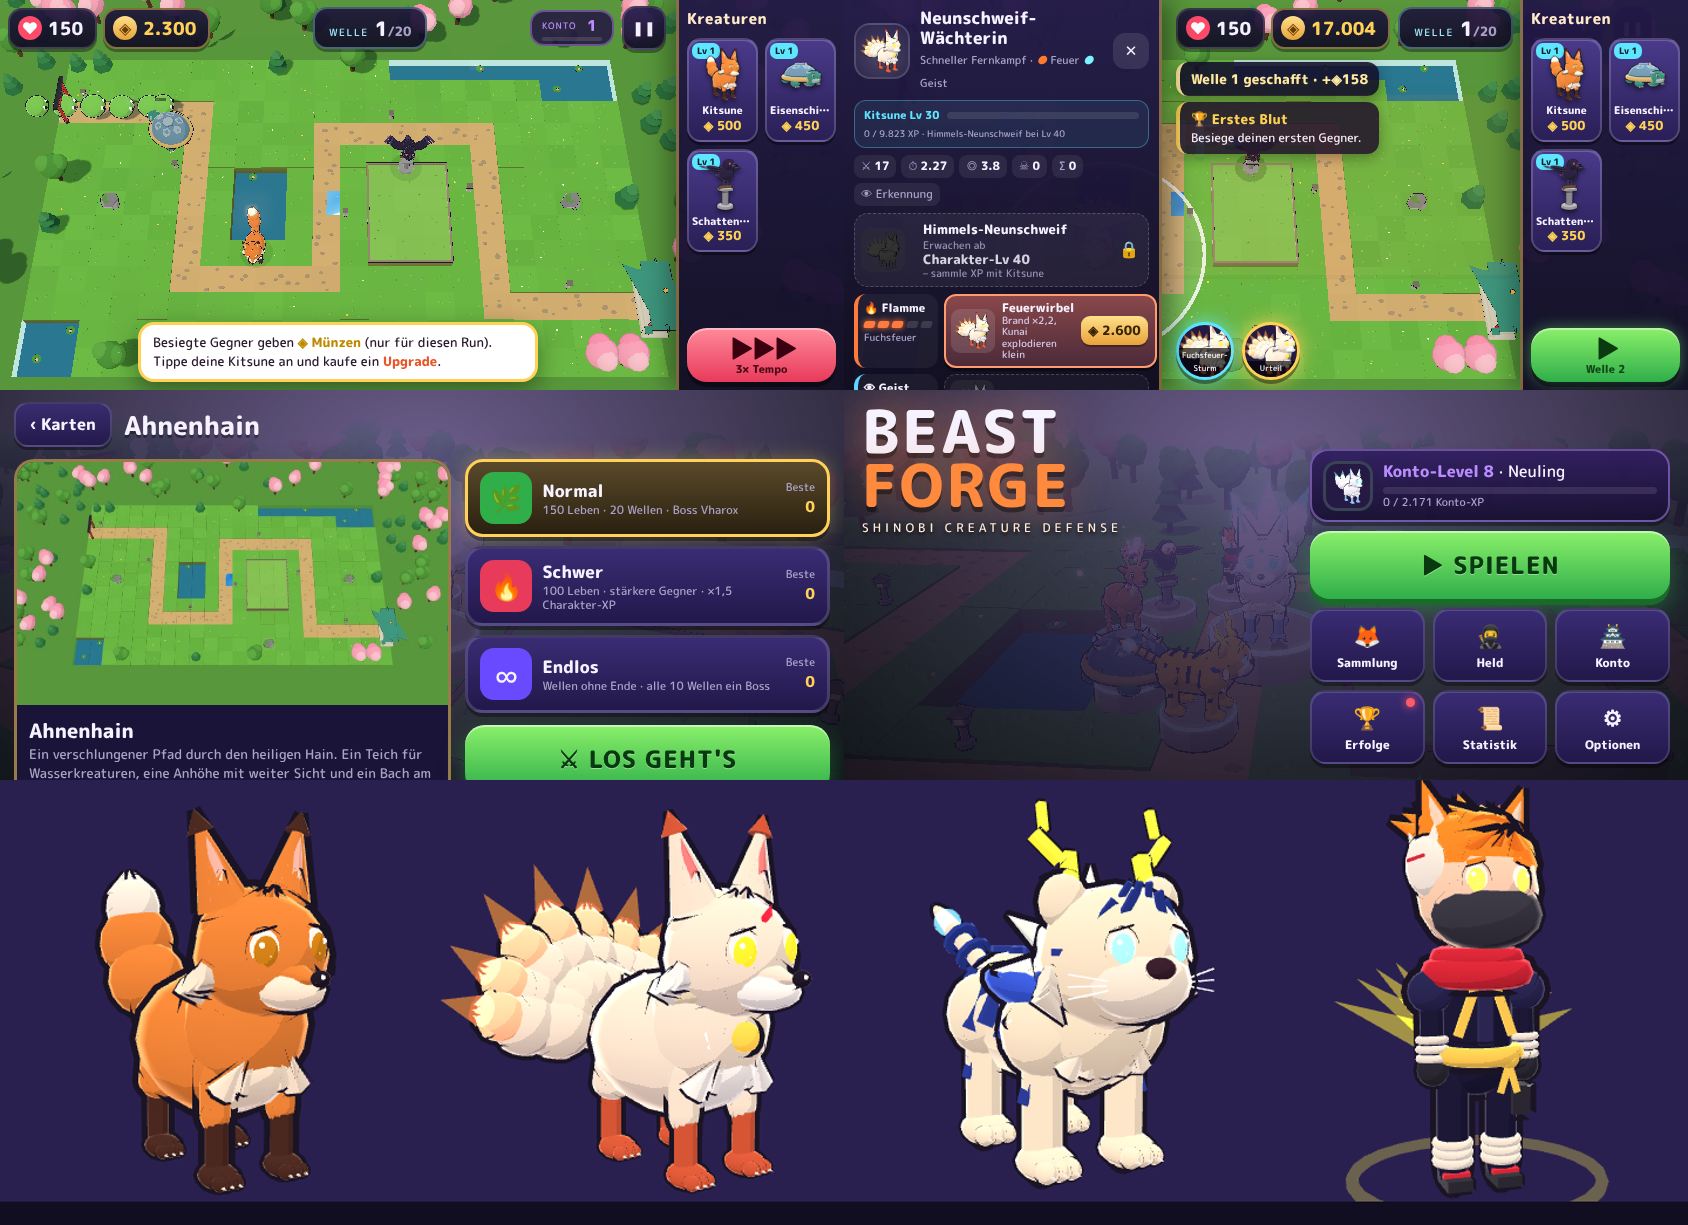 150
2.300
WELLE 1/20
KONTO 1
Kreaturen
Lv 1
Kitsune
500
Lv 1
Eisenschi···
450
Lv 1
Schatten···
350
Besiegte Gegner geben ◈ Münzen (nur für diesen Run).
Tippe deine Kitsune an und kaufe ein Upgrade.
3× Tempo
Neunschweif-
Wächterin
Schneller Fernkampf · Feuer
Geist
Kitsune Lv 30
0 / 9.823 XP · Himmels-Neunschweif bei Lv 40
17
2.27
3.8
0
Σ 0
Erkennung
Himmels-Neunschweif
Erwachen ab
Charakter-Lv 40
– sammle XP mit Kitsune
Flamme
Fuchsfeuer
Feuerwirbel
Brand ×2,2,
Kunai
explodieren
klein
2.600
Geist
150
17.004
WELLE 1/20
Welle 1 geschafft · +◈158
Erstes Blut
Besiege deinen ersten Gegner.
Fuchsfeuer-
Sturm
Urteil
Kreaturen
Lv 1
Kitsune
500
Lv 1
Eisenschi···
450
Lv 1
Schatten···
350
Welle 2
‹ Karten
Ahnenhain
Normal
150 Leben · 20 Wellen · Boss Vharox
Beste
0
Schwer
100 Leben · stärkere Gegner · ×1,5
Charakter-XP
Beste
0
Endlos
Wellen ohne Ende · alle 10 Wellen ein Boss
Beste
0
Ahnenhain
Ein verschlungener Pfad durch den heiligen Hain. Ein Teich für
Wasserkreaturen, eine Anhöhe mit weiter Sicht und ein Bach am
LOS GEHT'S
BEAST
FORGE
SHINOBI CREATURE DEFENSE
Konto-Level 8 · Neuling
0 / 2.171 Konto-XP
SPIELEN
Sammlung
Held
Konto
Erfolge
Statistik
Optionen